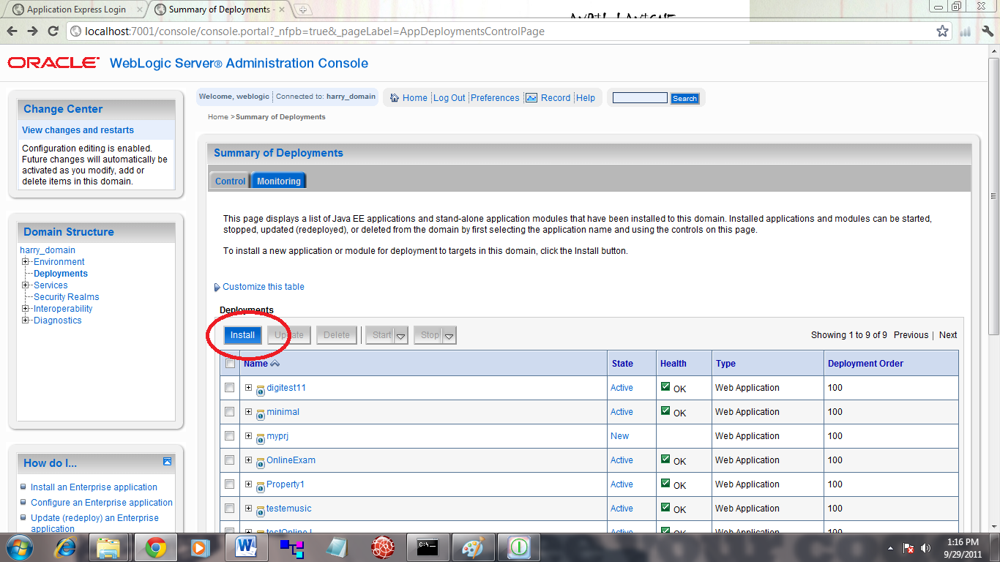 Application Express Login
Summary of Deployments -
localhost:7001/console/console.portal?_nfpb=true&_pageLabel=AppDeploymentsControlPage
ORACLE WebLogic Server® Administration Console
Change Center
View changes and restarts
Configuration editing is enabled.
Future changes will automatically be
activated as you modify, add or
delete items in this domain.
Domain Structure
harry_domain
Environment
Deployments
Services
Security Realms
Interoperability
Diagnostics
How do I...
Install an Enterprise application
Configure an Enterprise application
Update (redeploy) an Enterprise
application
Welcome, weblogic Connected to: harry_domain
Home Log Out Preferences Record Help
Search
Home >Summary of Deployments
Summary of Deployments
Control Monitoring
This page displays a list of Java EE applications and stand-alone application modules that have been installed to this domain. Installed applications and modules can be started,
stopped, updated (redeployed), or deleted from the domain by first selecting the application name and using the controls on this page.
To install a new application or module for deployment to targets in this domain, click the Install button.
Customize this table
Deployments
Install Update Delete Start Stop
Showing 1 to 9 of 9 Previous | Next
Name State Health Type Deployment Order
digitest11 Active OK Web Application 100
minimal Active OK Web Application 100
myprj New Web Application 100
OnlineExam Active OK Web Application 100
Property1 Active OK Web Application 100
testemusic Active OK Web Application 100
Active OK Web Application 100
1:16 PM
9/29/2011